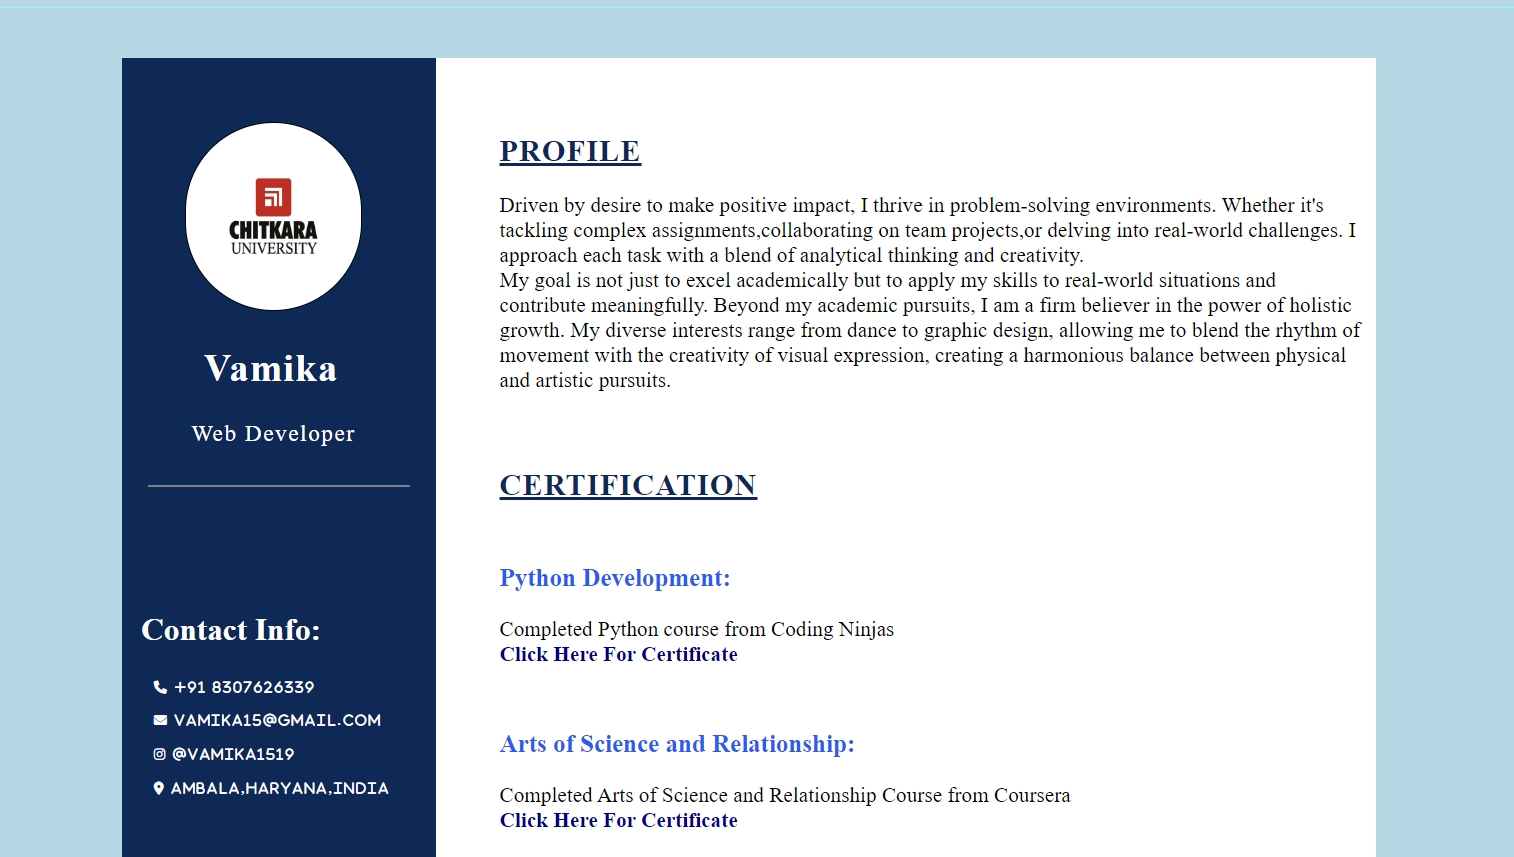 CHITKARA
UNIVERSITY
Vamika
Web Developer
Contact Info:
+91 8307626339
VAMIKA15@GMAIL.COM
@VAMIKA1519
AMBALA,HARYANA,INDIA
PROFILE
Driven by desire to make positive impact, I thrive in problem-solving environments. Whether it's
tackling complex assignments,collaborating on team projects,or delving into real-world challenges. I
approach each task with a blend of analytical thinking and creativity.
My goal is not just to excel academically but to apply my skills to real-world situations and
contribute meaningfully. Beyond my academic pursuits, I am a firm believer in the power of holistic
growth. My diverse interests range from dance to graphic design, allowing me to blend the rhythm of
movement with the creativity of visual expression, creating a harmonious balance between physical
and artistic pursuits.
CERTIFICATION
Python Development:
Completed Python course from Coding Ninjas
Click Here For Certificate
Arts of Science and Relationship:
Completed Arts of Science and Relationship Course from Coursera
Click Here For Certificate